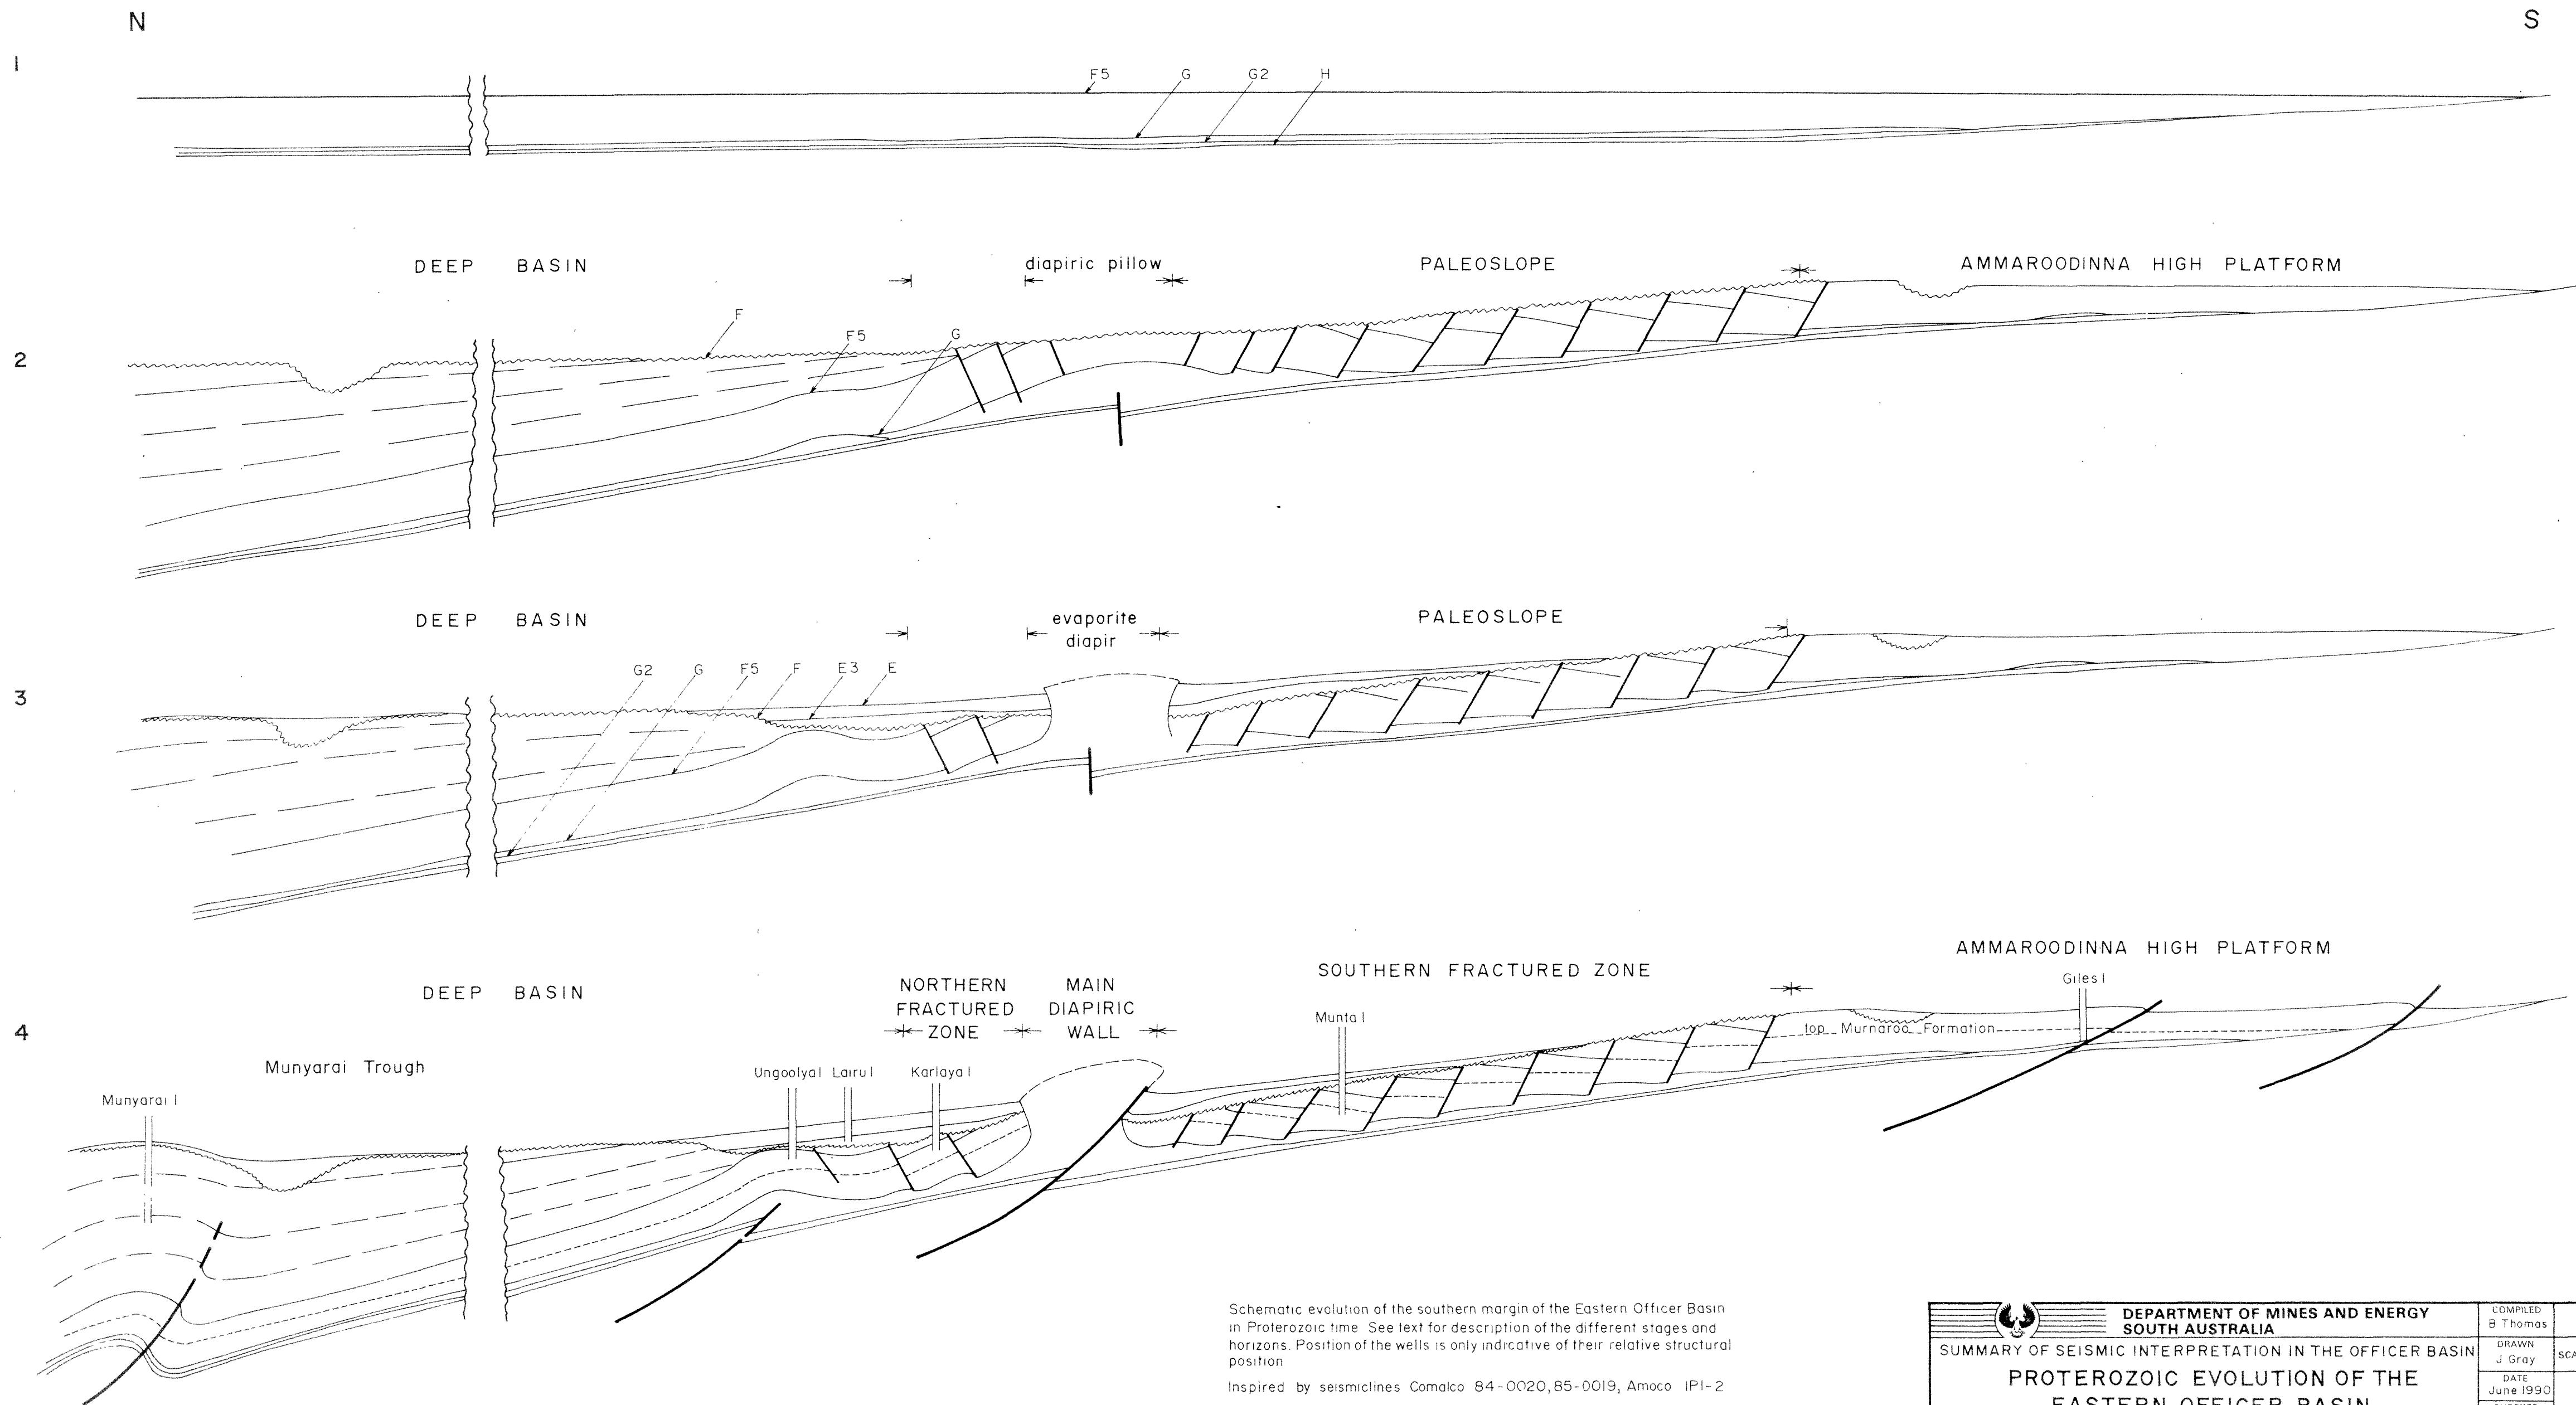 N
S
1
F5
G
G2
H
DEEP BASIN
diapiric pillow
PALEOSLOPE
AMMAROODINNA HIGH PLATFORM
F
F5
G
2
DEEP BASIN
evaporite
diapir
PALEOSLOPE
G2
G
F5
F
E3
E
3
AMMAROODINNA HIGH PLATFORM
SOUTHERN FRACTURED ZONE
Giles 1
DEEP BASIN
NORTHERN
FRACTURED
ZONE
MAIN
DIAPIRIC
WALL
Munta 1
4
top Murnaroo Formation
Munyarai Trough
Ungoolya 1
Lairu 1
Karlaya 1
Munyarai 1
Schematic evolution of the southern margin of the Eastern Officer Basin
in Proterozoic time See text for description of the different stages and
horizons. Position of the wells is only indicative of their relative structural
position
Inspired by seismiclines Comalco 84-0020,85-0019, Amoco IPI-2
DEPARTMENT OF MINES AND ENERGY
SOUTH AUSTRALIA
SUMMARY OF SEISMIC INTERPRETATION IN THE OFFICER BASIN
PROTEROZOIC EVOLUTION OF THE
EASTERN OFFICER BASIN
COMPILED
B Thomas
DRAWN
J Gray
DATE
June 1990